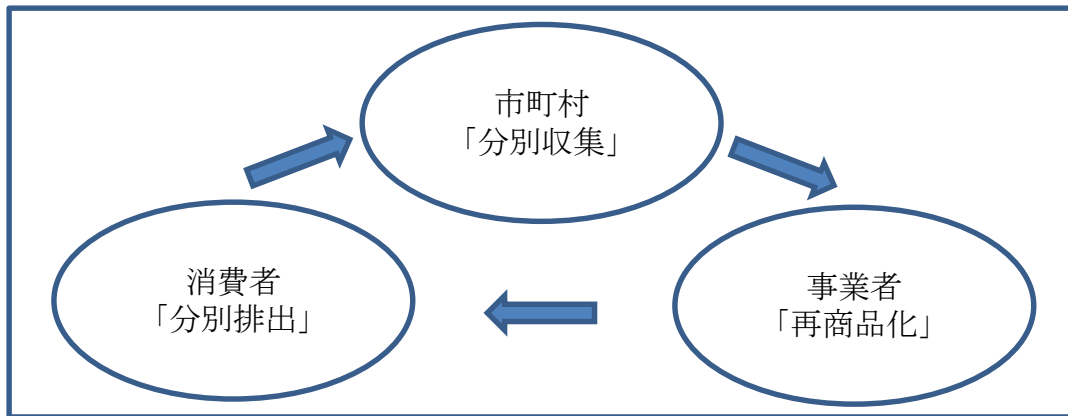 市町村
「分別収集」
消費者
「分別排出」
事業者
「再商品化」